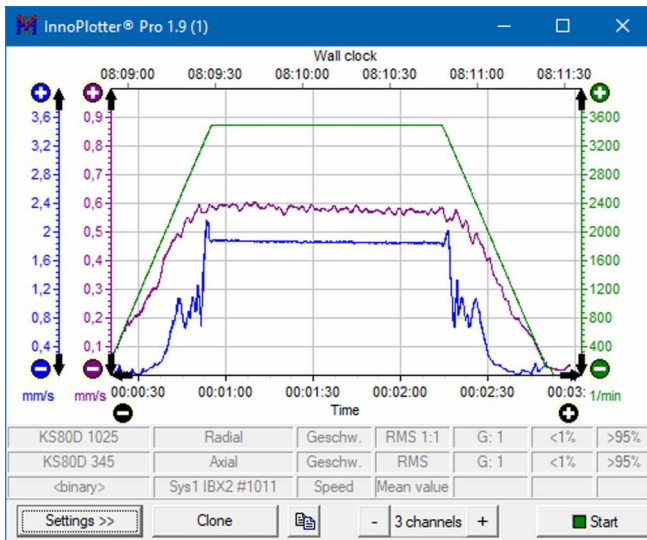 InnoPlotter® Pro 1.9 (1)
Wall clock
08:09:00 08:09:30 08:10:00 08:10:30 08:11:00 08:11:30
3,6 0,9 3600
3,2 0,8 3200
2,8 0,7 2800
2,4 0,6 2400
2 0,5 2000
1,6 0,4 1600
1,2 0,3 1200
0,8 0,2 800
0,4 0,1 400
mm/s mm/s 00:00:30 00:01:00 00:01:30 00:02:00 00:02:30 00:03: 1/min
Time
KS80D 1025 Radial Geschw. RMS 1:1 G: 1 <1% >95%
KS80D 345 Axial Geschw. RMS G: 1 <1% >95%
<binary> Sys1 IBX2 #1011 Speed Mean value
Settings >> Clone - 3 channels + Start